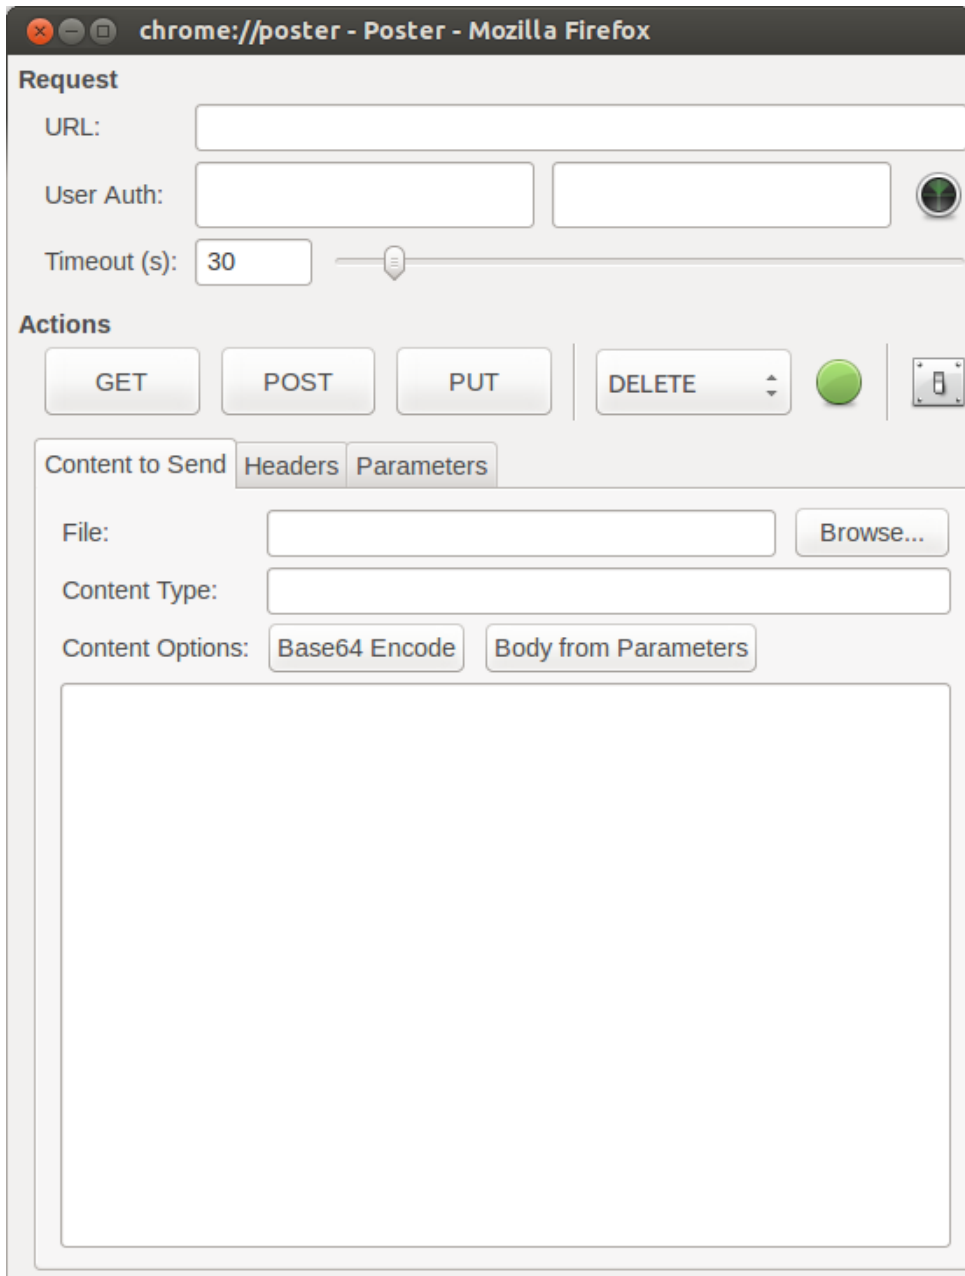 chrome://poster - Poster - Mozilla Firefox
Request
URL:
User Auth:
Timeout (s): 30
Actions
GET POST PUT DELETE
Content to Send Headers Parameters
File: Browse...
Content Type:
Content Options: Base64 Encode Body from Parameters